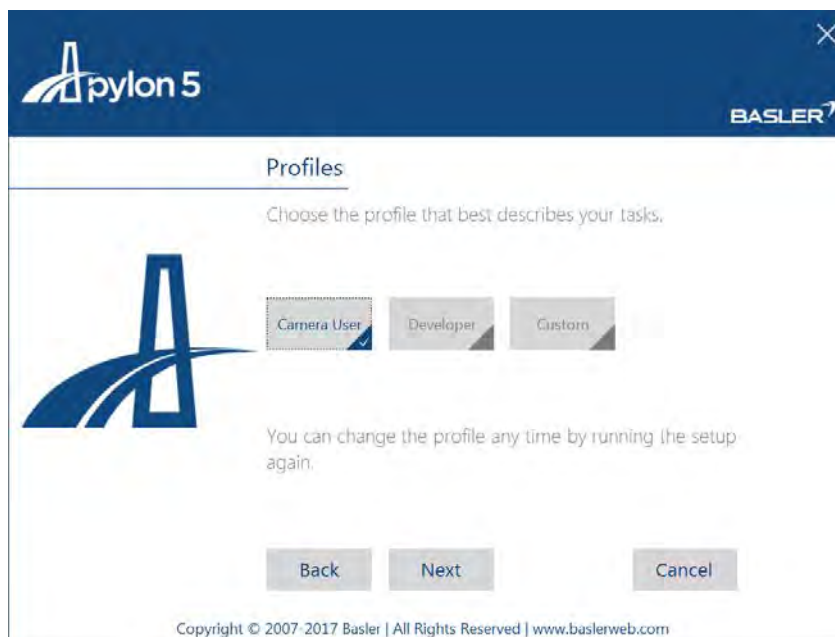 pylon 5
BASLER
Profiles
Choose the profile that best describes your tasks.
Camera User
Developer
Custom
You can change the profile any time by running the setup
again.
Back
Next
Cancel
Copyright © 2007-2017 Basler | All Rights Reserved | www.baslerweb.com